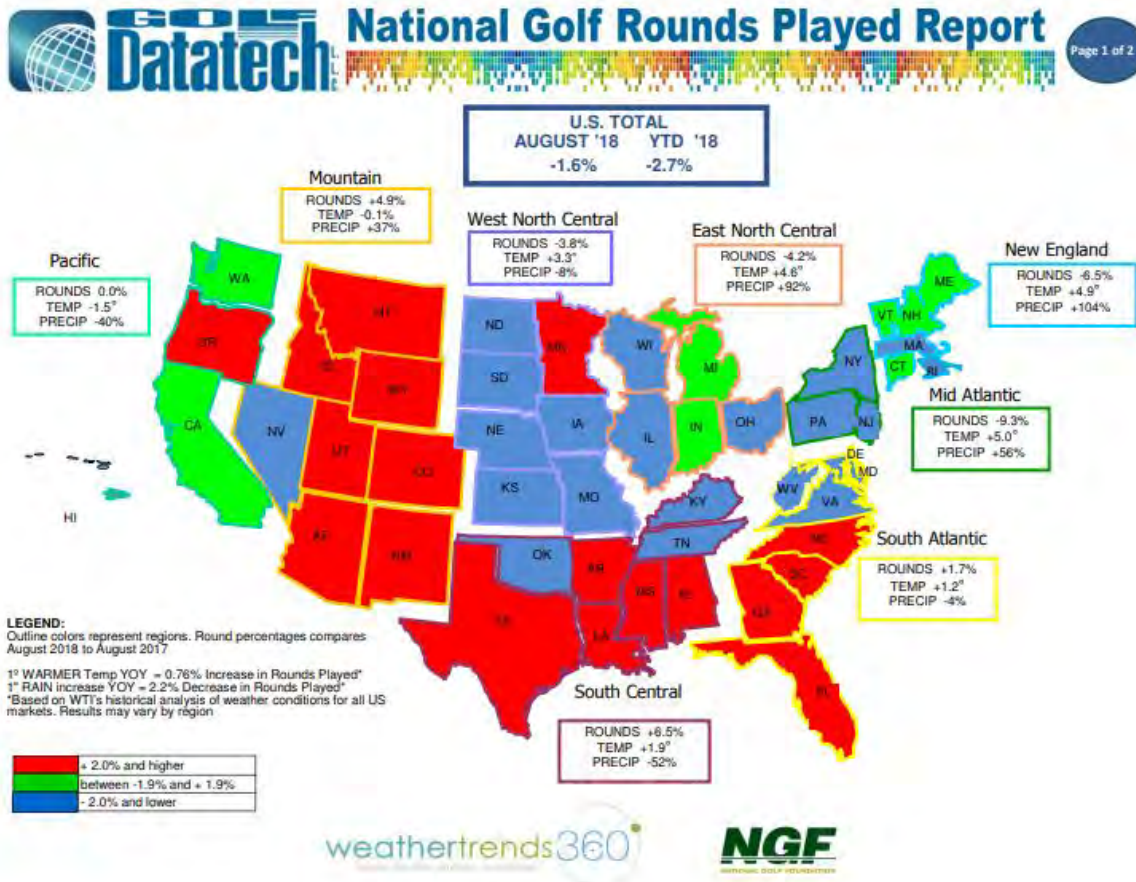 GOLF
Datatech LLC
National Golf Rounds Played Report
Page 1 of 2
U.S. TOTAL
AUGUST '18 YTD '18
-1.6% -2.7%
Mountain
ROUNDS +4.9%
TEMP -0.1%
PRECIP +37%
West North Central
ROUNDS -3.8%
TEMP +3.3°
PRECIP -8%
East North Central
ROUNDS -4.2%
TEMP +4.6°
PRECIP +92%
New England
ROUNDS -6.5%
TEMP +4.9°
PRECIP +104%
Pacific
ROUNDS 0.0%
TEMP -1.5°
PRECIP -40%
Mid Atlantic
ROUNDS -9.3%
TEMP +5.0°
PRECIP +56%
South Atlantic
ROUNDS +1.7%
TEMP +1.2°
PRECIP -4%
South Central
ROUNDS +6.5%
TEMP +1.9°
PRECIP -52%
WA
OR
CA
NV
ID
MT
WY
UT
CO
AZ
NM
HI
ND
SD
NE
KS
MN
IA
MO
WI
IL
MI
IN
OH
KY
TN
OK
TX
AR
LA
MS
AL
ME
VT
NH
MA
CT
RI
NY
PA
NJ
DE
MD
WV
VA
NC
SC
GA
FL
LEGEND:
Outline colors represent regions. Round percentages compares
August 2018 to August 2017
1º WARMER Temp YOY = 0.76% Increase in Rounds Played*
1" RAIN increase YOY = 2.2% Decrease in Rounds Played*
*Based on WTI's historical analysis of weather conditions for all US
markets. Results may vary by region
+ 2.0% and higher
between -1.9% and + 1.9%
- 2.0% and lower
weathertrends360°
NGF
NATIONAL GOLF FOUNDATION